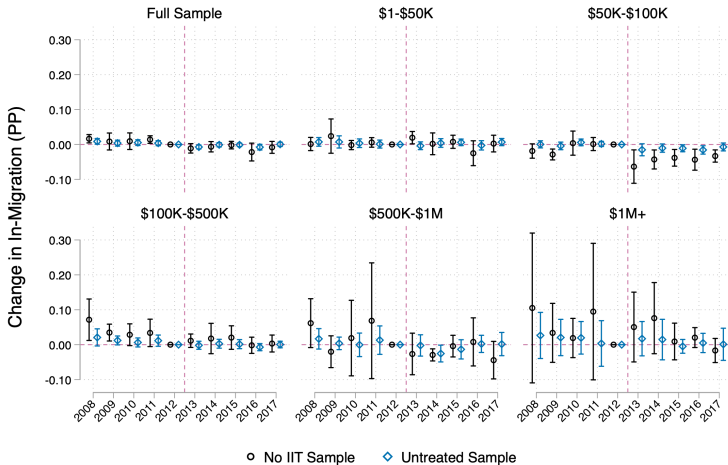 Full Sample
$1-$50K
$50K-$100K
Change in In-Migration (PP)
0.30
0.20
0.10
0.00
-0.10
$100K-$500K
$500K-$1M
$1M+
0.30
0.20
0.10
0.00
-0.10
2008 2009 2010 2011 2012 2013 2014 2015 2016 2017
2008 2009 2010 2011 2012 2013 2014 2015 2016 2017
2008 2009 2010 2011 2012 2013 2014 2015 2016 2017
No IIT Sample
Untreated Sample